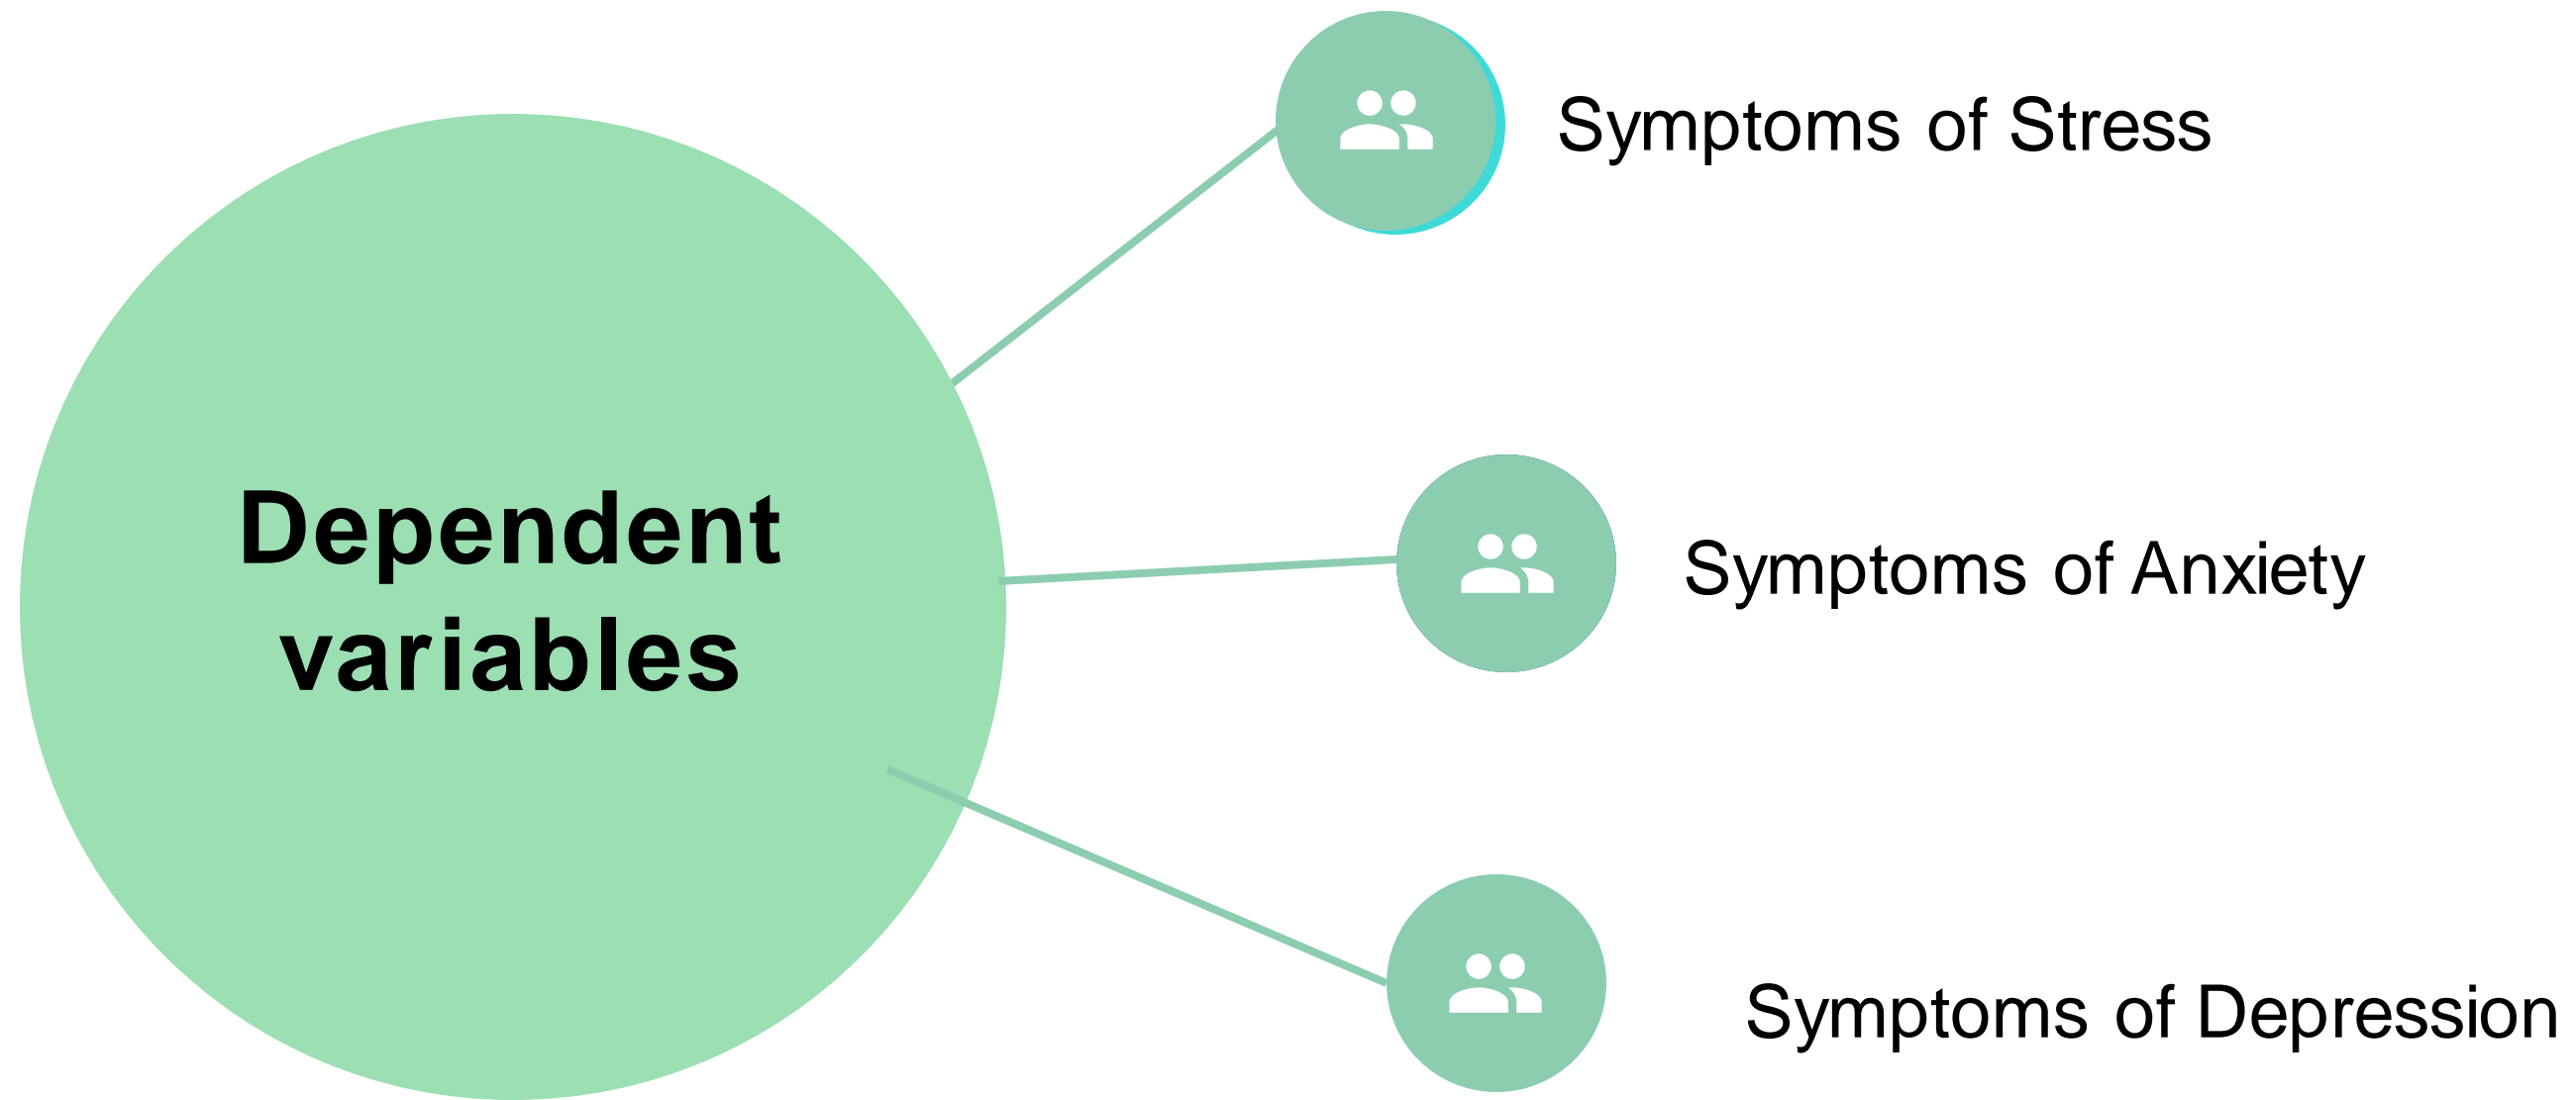 Dependent
variables
Symptoms of Stress
Symptoms of Anxiety
Symptoms of Depression